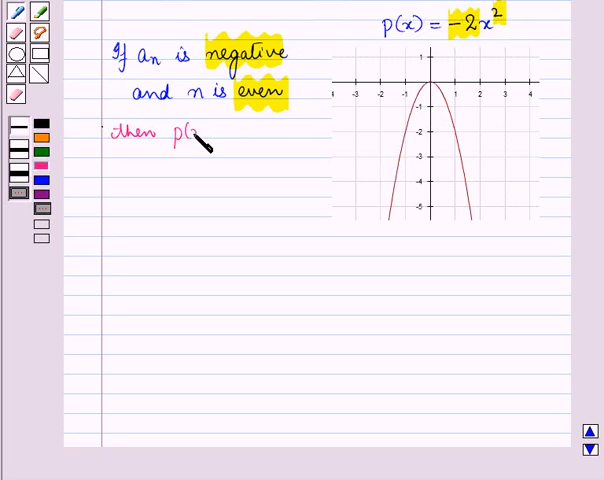 p(x) = -2x²
If an is negative
and n is even
then p(
1
-4 -3 -2 -1 1 2 3 4
-1
-2
-3
-4
-5